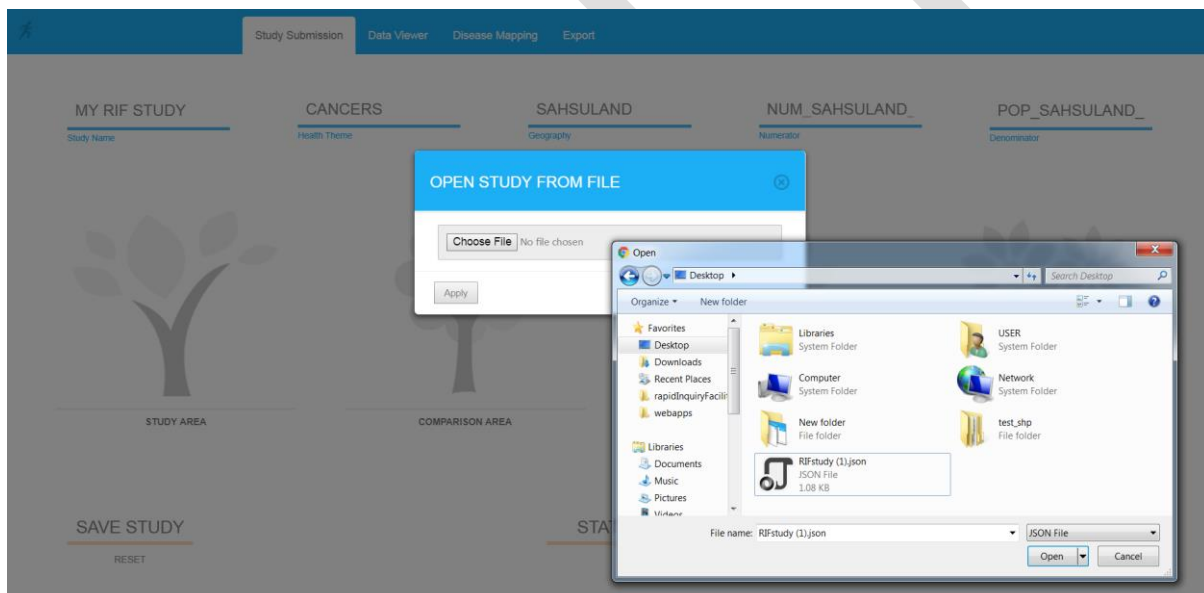 Study Submission
Data Viewer
Disease Mapping
Export
MY RIF STUDY
CANCERS
SAHSULAND
NUM_SAHSULAND_
POP_SAHSULAND_
Study Name
Health Theme
Geography
Numerator
Denominator
OPEN STUDY FROM FILE
Choose File No file chosen
Apply
STUDY AREA
COMPARISON AREA
SAVE STUDY
STA
RESET
Open
Desktop
Search Desktop
Organize
New folder
Favorites
Desktop
Downloads
Recent Places
rapidInquiryFacili
webapps
Libraries
Documents
Music
Pictures
Videos
Libraries
System Folder
USER
System Folder
Computer
System Folder
Network
System Folder
New folder
File folder
test_shp
File folder
RIFstudy (1).json
JSON File
1.08 KB
File name: RIFstudy (1).json
JSON File
Open
Cancel